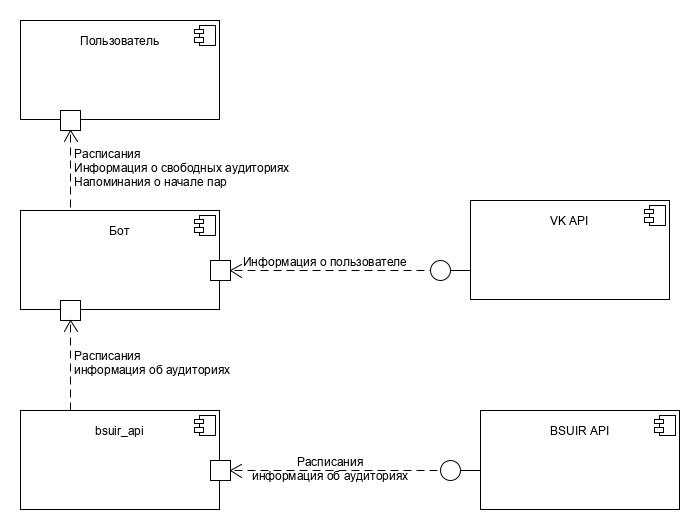 Пользователь
Расписания
Информация о свободных аудиториях
Напоминания о начале пар
Бот
VK API
Информация о пользователе
Расписания
информация об аудиториях
bsuir_api
BSUIR API
Расписания
информация об аудиториях